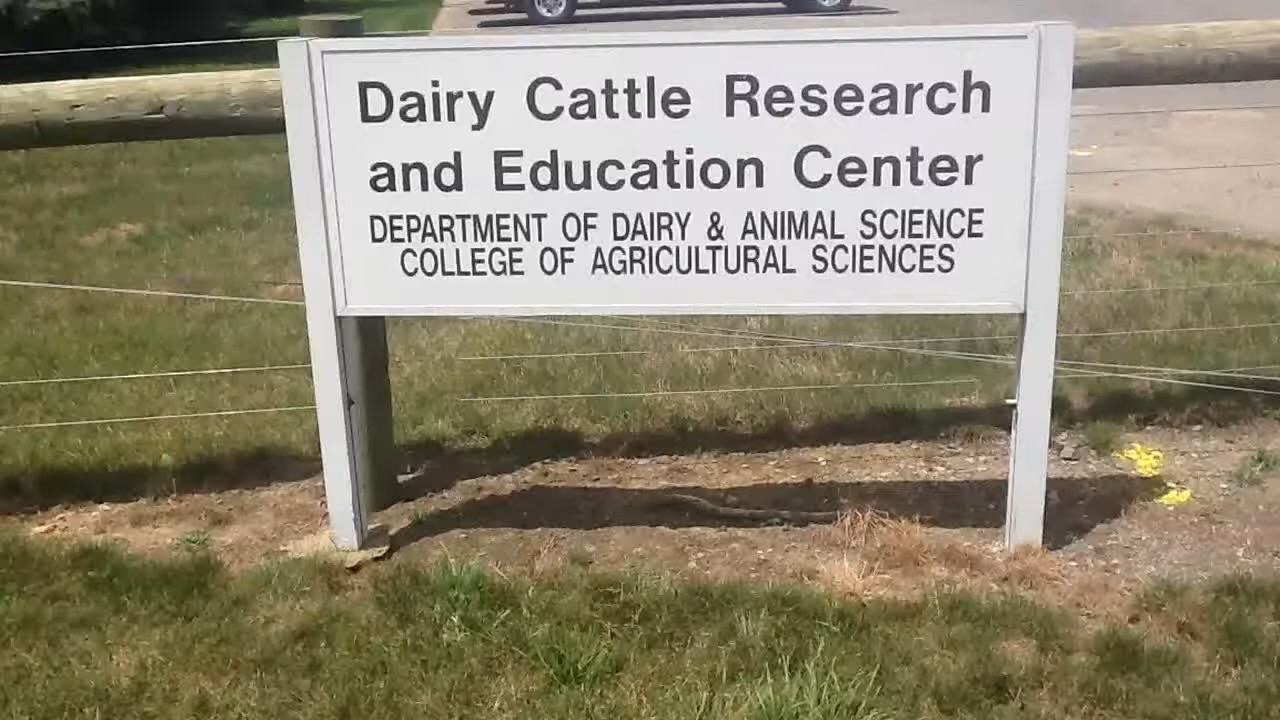 Dairy Cattle Research
and Education Center
DEPARTMENT OF DAIRY & ANIMAL SCIENCE
COLLEGE OF AGRICULTURAL SCIENCES